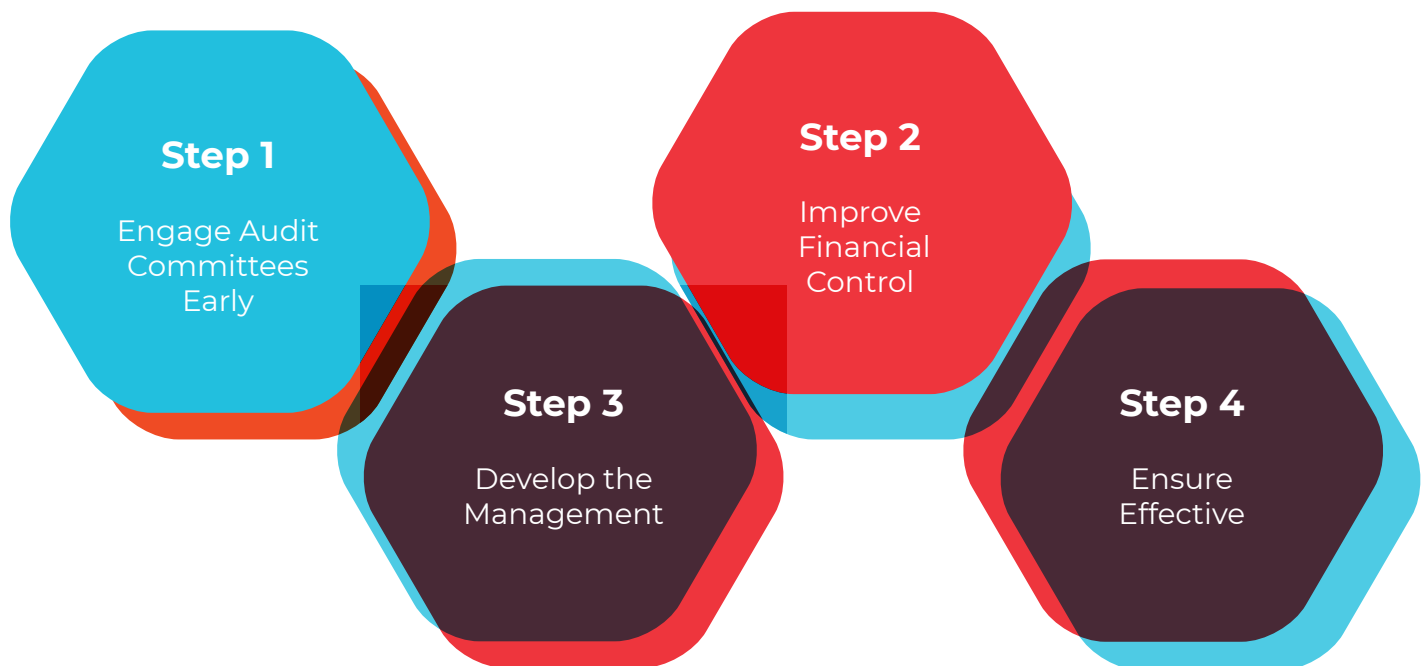 Step 1
Engage Audit
Committees
Early
Step 2
Improve
Financial
Control
Step 3
Develop the
Management
Step 4
Ensure
Effective